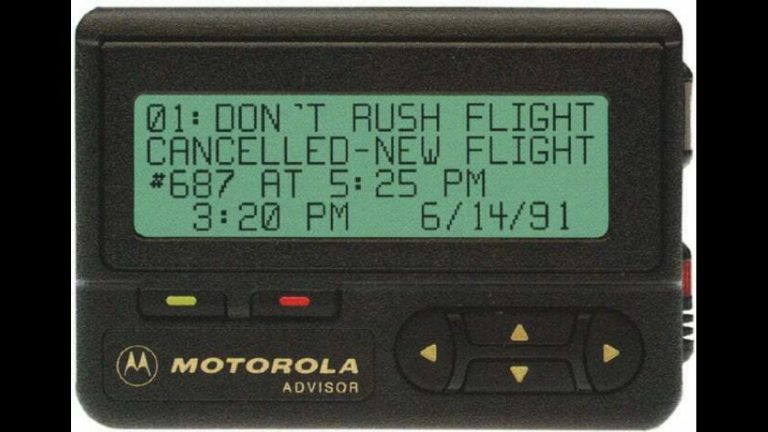 01: DON'T RUSH FLIGHT
CANCELLED-NEW FLIGHT
#687 AT 5:25 PM
3:20 PM 6/14/91
MOTOROLA
ADVISOR